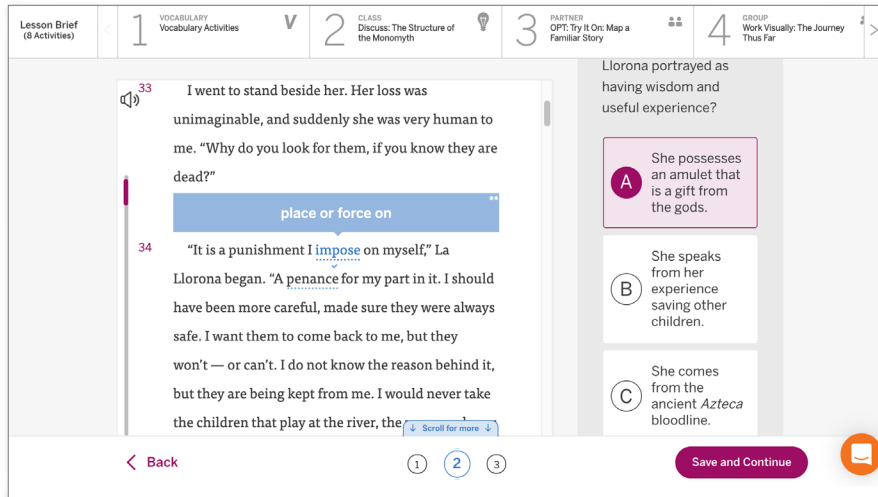 Lesson Brief
(8 Activities)
1
VOCABULARY
Vocabulary Activities
V
2
CLASS
Discuss: The Structure of
the Monomyth
3
PARTNER
OPT: Try It On: Map a
Familiar Story
4
GROUP
Work Visually: The Journey
Thus Far
33
I went to stand beside her. Her loss was
unimaginable, and suddenly she was very human to
me. “Why do you look for them, if you know they are
dead?”
place or force on
34
“It is a punishment I impose on myself,” La
Llorona began. “A penance for my part in it. I should
have been more careful, made sure they were always
safe. I want them to come back to me, but they
won’t — or can’t. I do not know the reason behind it,
but they are being kept from me. I would never take
the children that play at the river, the
Scroll for more
Llorona portrayed as
having wisdom and
useful experience?
A
She possesses
an amulet that
is a gift from
the gods.
B
She speaks
from her
experience
saving other
children.
C
She comes
from the
ancient Azteca
bloodline.
Back
1 2 3
Save and Continue